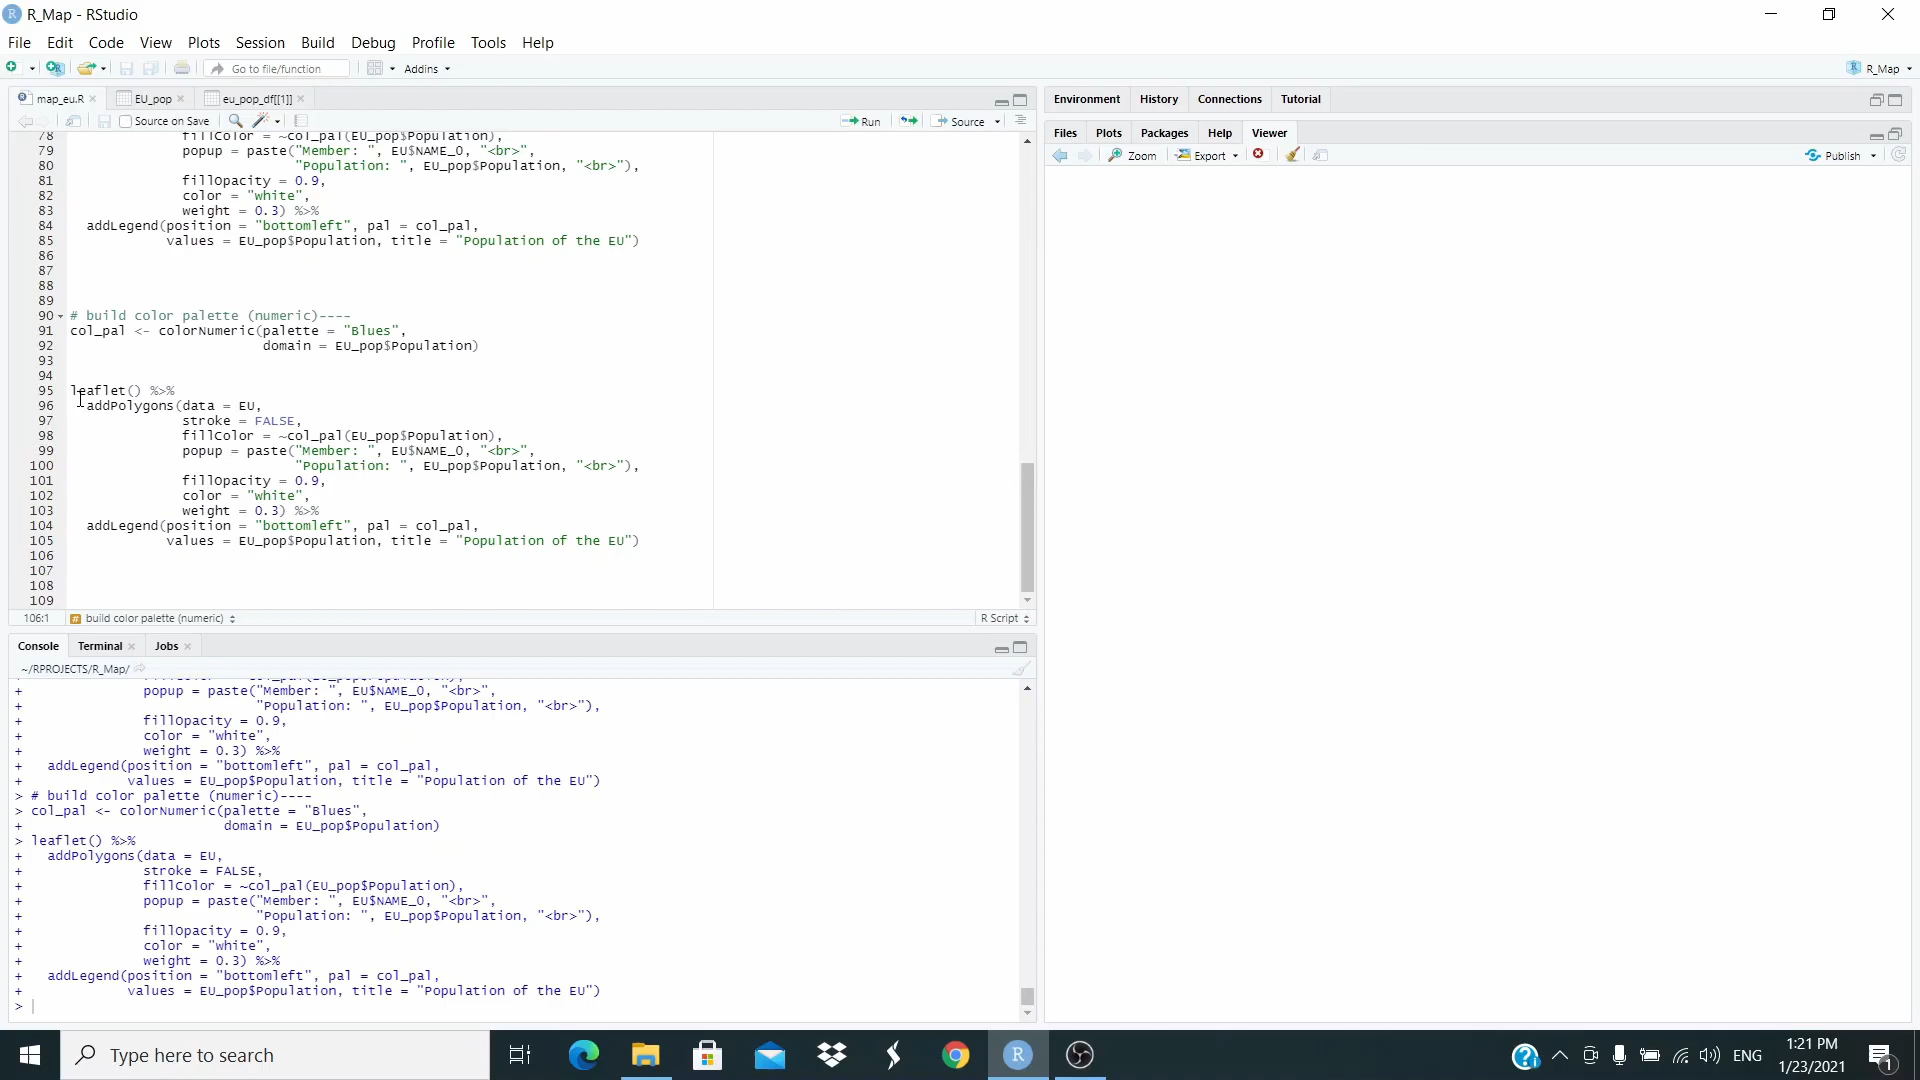 R_Map - RStudio
File Edit Code View Plots Session Build Debug Profile Tools Help
Go to file/function Addins R_Map
map_eu.R EU_pop eu_pop_df[[1]]
Source on Save Run Source
78 fillColor = ~col_pal(EU_pop$Population),
79 popup = paste("Member: ", EU$NAME_0, "<br>",
80 "Population: ", EU_pop$Population, "<br>"),
81 fillOpacity = 0.9,
82 color = "white",
83 weight = 0.3) %>%
84 addLegend(position = "bottomleft", pal = col_pal,
85 values = EU_pop$Population, title = "Population of the EU")
86
87
88
89
90 # build color palette (numeric)----
91 col_pal <- colorNumeric(palette = "Blues",
92 domain = EU_pop$Population)
93
94
95 leaflet() %>%
96 addPolygons(data = EU,
97 stroke = FALSE,
98 fillColor = ~col_pal(EU_pop$Population),
99 popup = paste("Member: ", EU$NAME_0, "<br>",
100 "Population: ", EU_pop$Population, "<br>"),
101 fillOpacity = 0.9,
102 color = "white",
103 weight = 0.3) %>%
104 addLegend(position = "bottomleft", pal = col_pal,
105 values = EU_pop$Population, title = "Population of the EU")
106
107
108
109
106:1 # build color palette (numeric) R Script
Console Terminal Jobs
~/RPROJECTS/R_Map/
+ fillColor = ~col_pal(EU_pop$Population),
+ popup = paste("Member: ", EU$NAME_0, "<br>",
+ "Population: ", EU_pop$Population, "<br>"),
+ fillOpacity = 0.9,
+ color = "white",
+ weight = 0.3) %>%
+ addLegend(position = "bottomleft", pal = col_pal,
+ values = EU_pop$Population, title = "Population of the EU")
> # build color palette (numeric)----
> col_pal <- colorNumeric(palette = "Blues",
+ domain = EU_pop$Population)
> leaflet() %>%
+ addPolygons(data = EU,
+ stroke = FALSE,
+ fillColor = ~col_pal(EU_pop$Population),
+ popup = paste("Member: ", EU$NAME_0, "<br>",
+ "Population: ", EU_pop$Population, "<br>"),
+ fillOpacity = 0.9,
+ color = "white",
+ weight = 0.3) %>%
+ addLegend(position = "bottomleft", pal = col_pal,
+ values = EU_pop$Population, title = "Population of the EU")
>
Environment History Connections Tutorial
Files Plots Packages Help Viewer
Zoom Export Publish
Type here to search
ENG
1:21 PM
1/23/2021
1